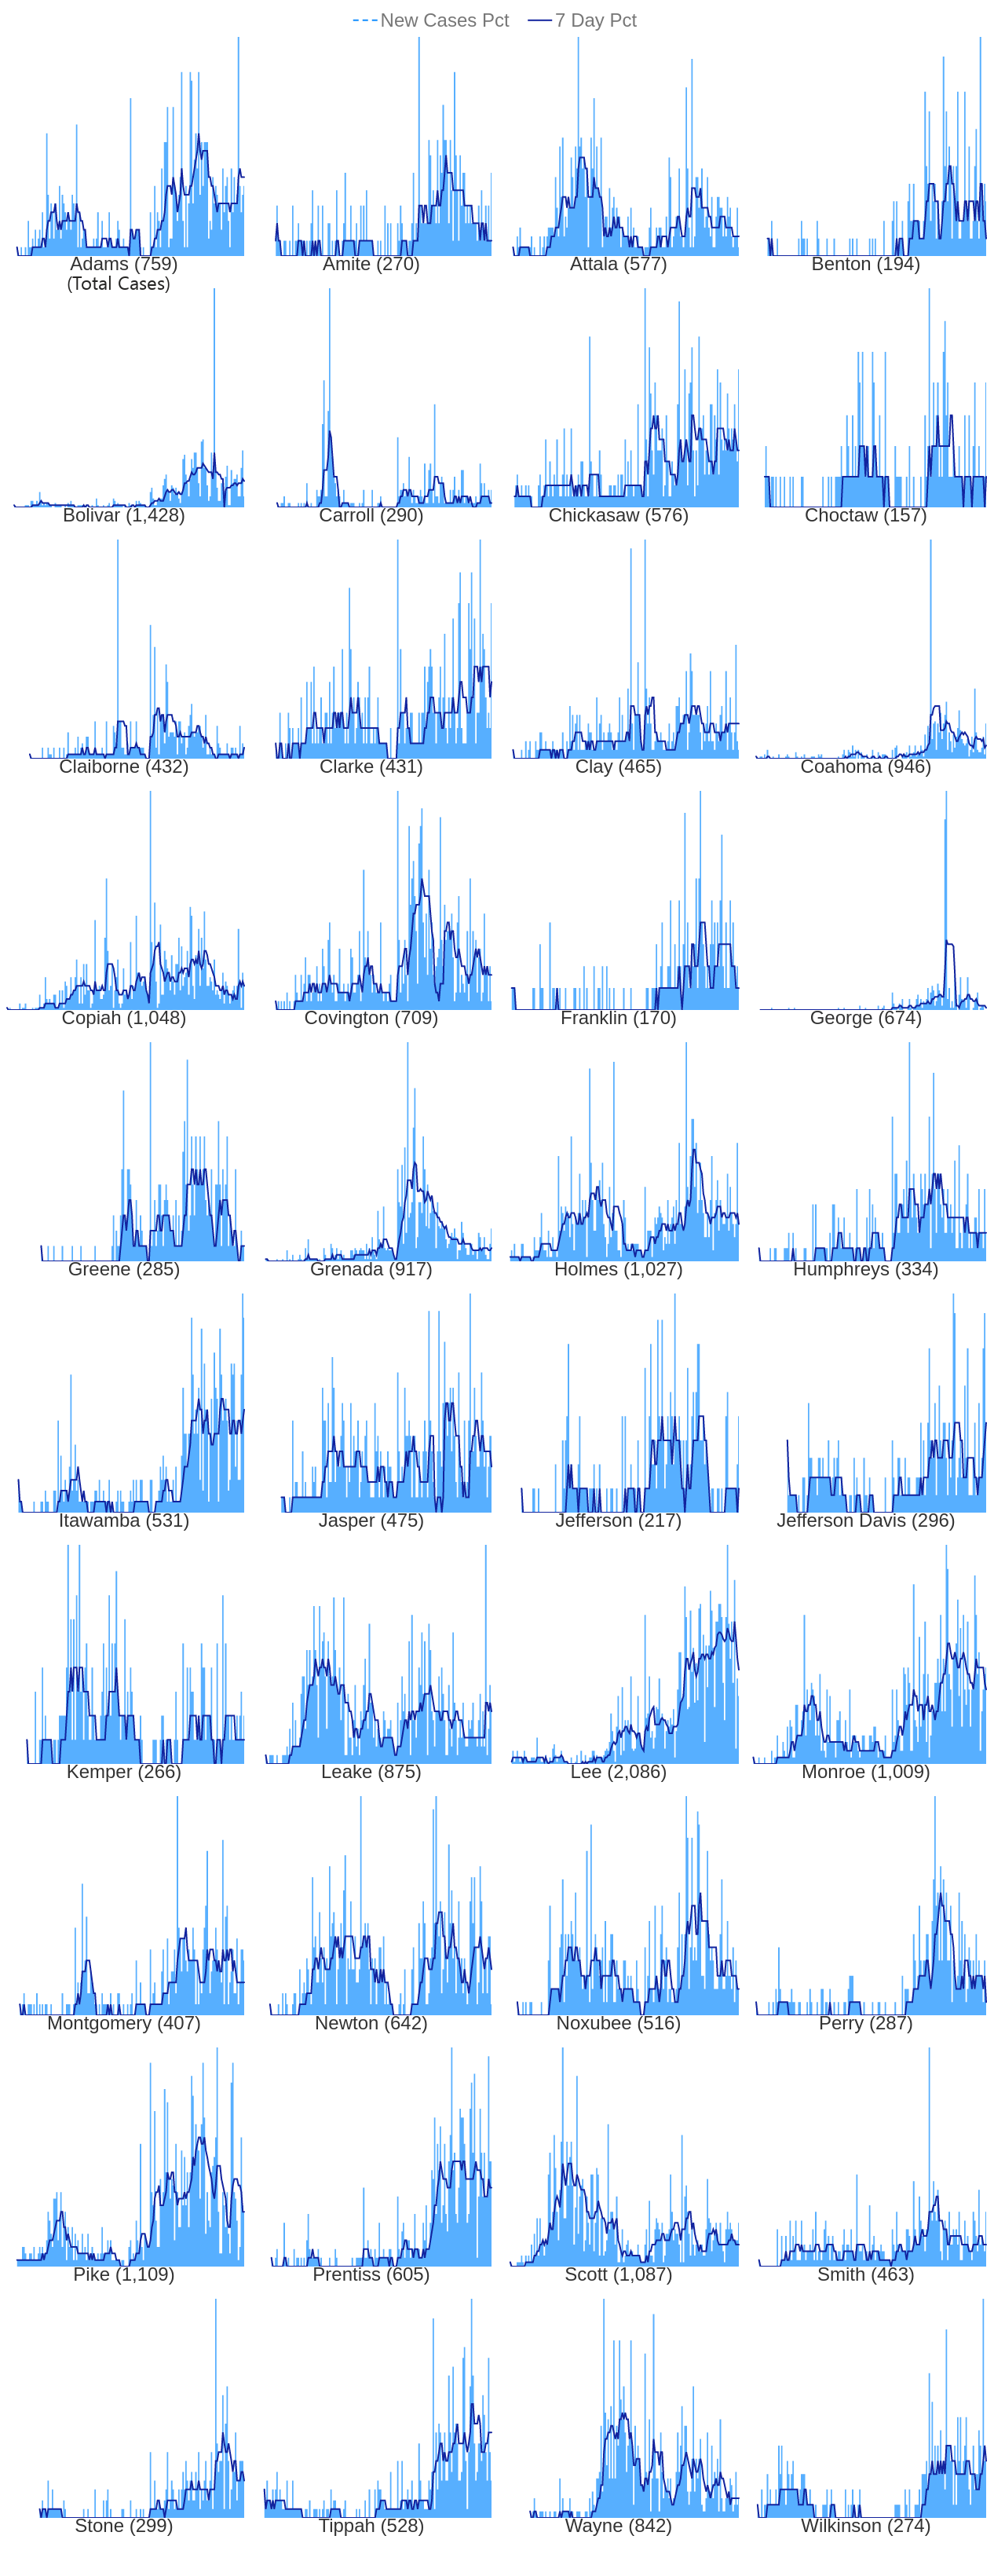 New Cases Pct 7 Day Pct
Adams (759) Amite (270) Attala (577) Benton (194)
(Total Cases)
Bolivar (1,428) Carroll (290) Chickasaw (576) Choctaw (157)
Claiborne (432) Clarke (431) Clay (465) Coahoma (946)
Copiah (1,048) Covington (709) Franklin (170) George (674)
Greene (285) Grenada (917) Holmes (1,027) Humphreys (334)
Itawamba (531) Jasper (475) Jefferson (217) Jefferson Davis (296)
Kemper (266) Leake (875) Lee (2,086) Monroe (1,009)
Montgomery (407) Newton (642) Noxubee (516) Perry (287)
Pike (1,109) Prentiss (605) Scott (1,087) Smith (463)
Stone (299) Tippah (528) Wayne (842) Wilkinson (274)